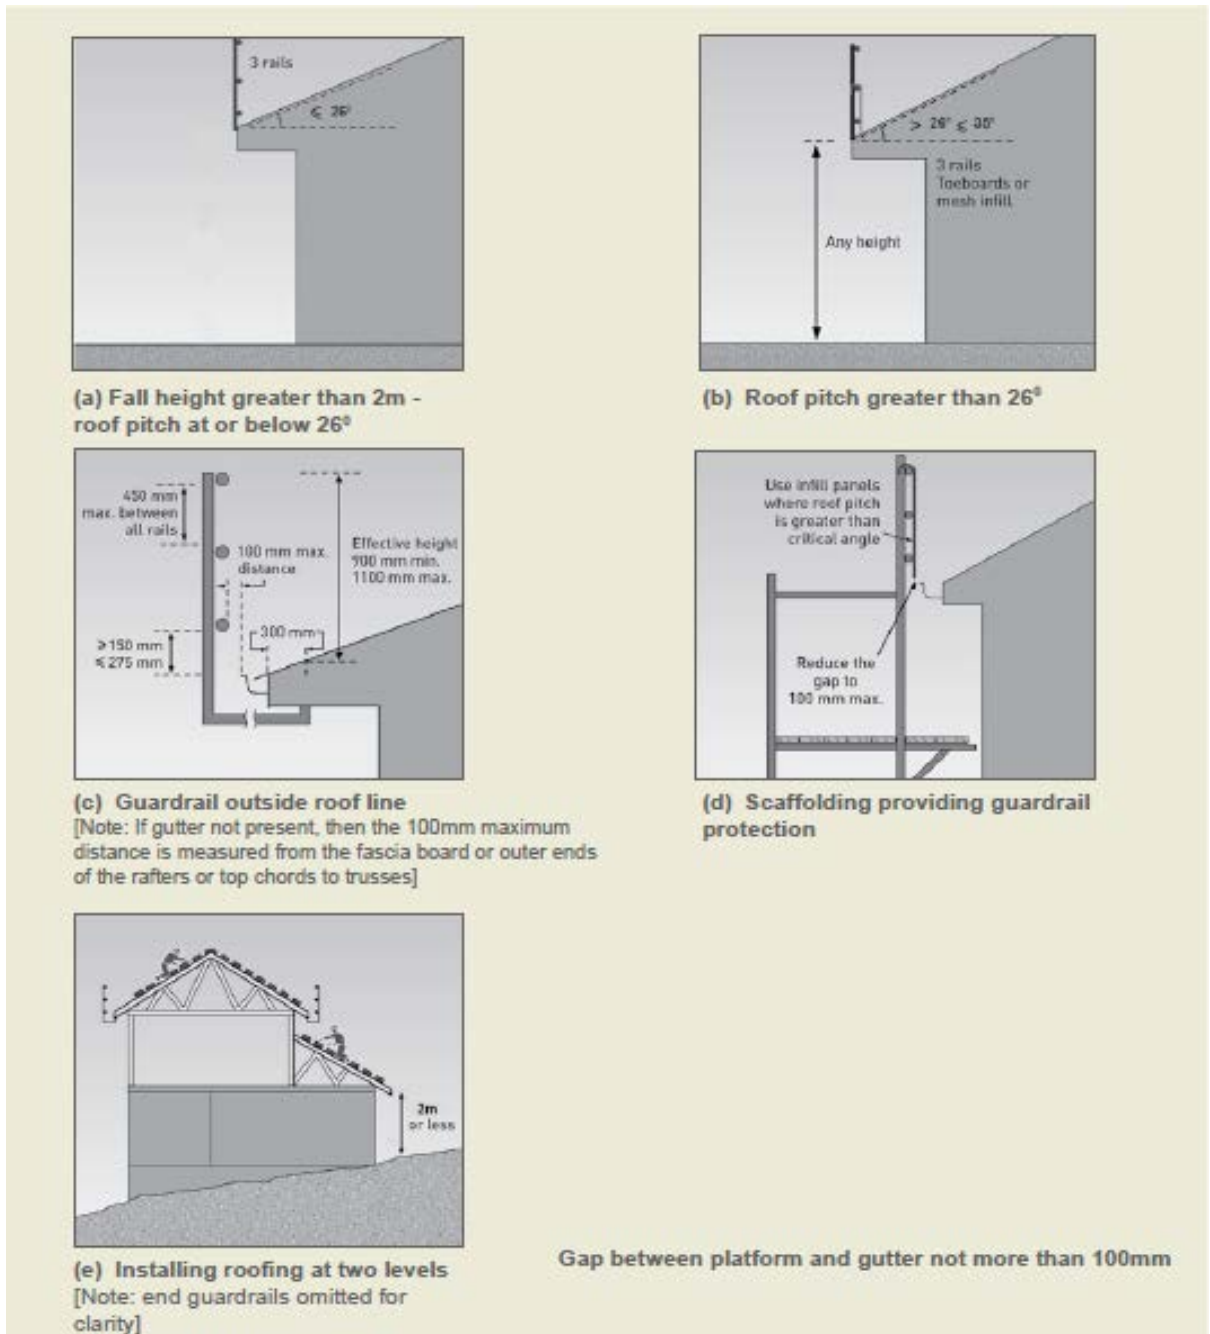 3 rails
⩽ 26°
(a) Fall height greater than 2m -
roof pitch at or below 26⁰
> 26° ⩽ 35°
3 rails
Toeboards or
mesh infill
Any height
(b) Roof pitch greater than 26⁰
450 mm
max. between
all rails
100 mm max.
distance
Effective height
900 mm min.
1100 mm max.
300 mm
⩾150 mm
⩽ 275 mm
(c) Guardrail outside roof line
[Note: If gutter not present, then the 100mm maximum
distance is measured from the fascia board or outer ends
of the rafters or top chords to trusses]
Use infill panels
where roof pitch
is greater than
critical angle
Reduce the
gap to
100 mm max.
(d) Scaffolding providing guardrail
protection
2m
or less
(e) Installing roofing at two levels
[Note: end guardrails omitted for
clarity]
Gap between platform and gutter not more than 100mm